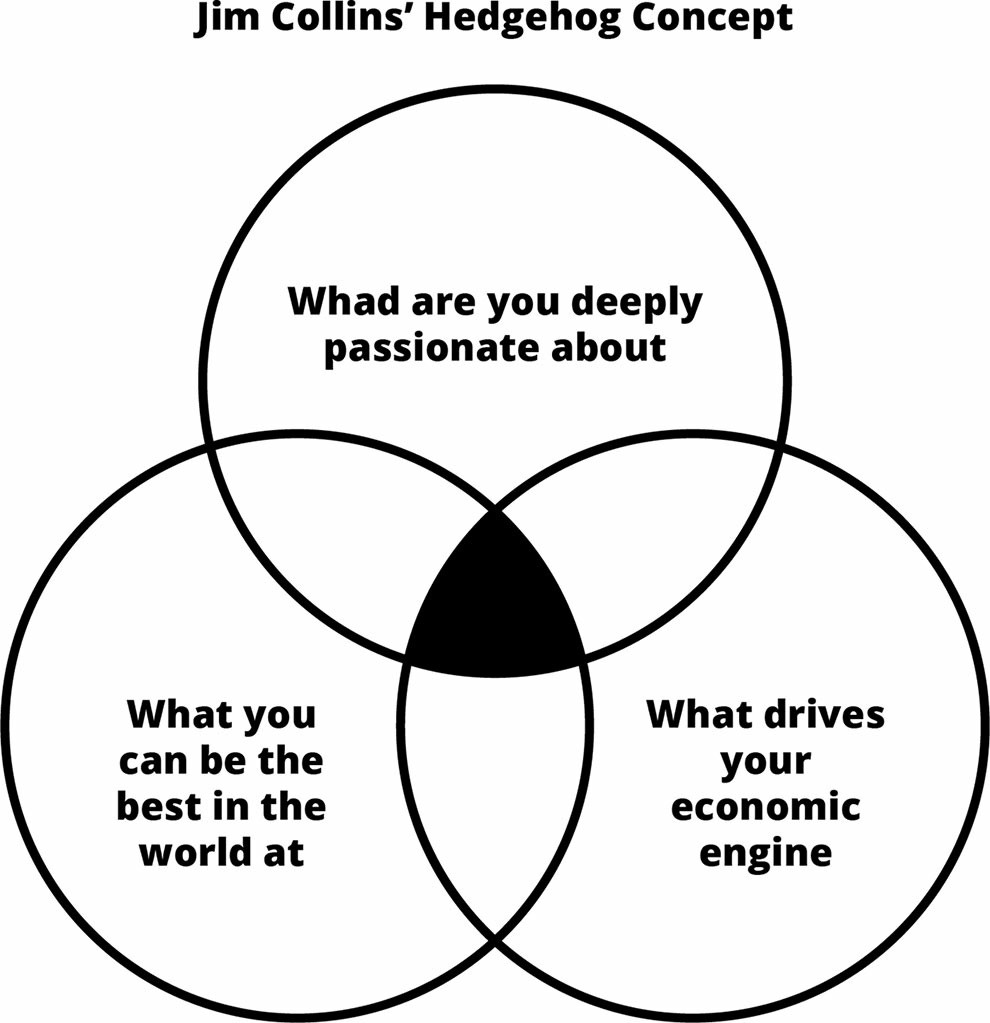 Jim Collins’ Hedgehog Concept
Whad are you deeply
passionate about
What you
can be the
best in the
world at
What drives
your
economic
engine